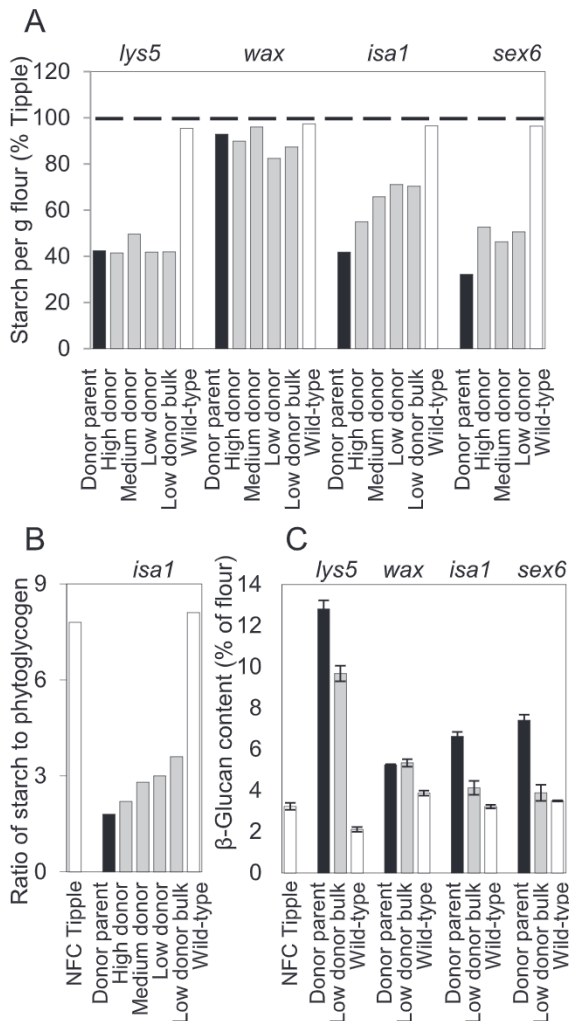 A
lys5 wax isa1 sex6
Starch per g flour (% Tipple)
120
100
80
60
40
20
0
Donor parent
High donor
Medium donor
Low donor
Low donor bulk
Wild-type
Donor parent
High donor
Medium donor
Low donor
Low donor bulk
Wild-type
Donor parent
High donor
Medium donor
Low donor
Low donor bulk
Wild-type
Donor parent
High donor
Medium donor
Low donor
Wild-type
B
isa1
Ratio of starch to phytoglycogen
9
6
3
0
NFC Tipple
Donor parent
High donor
Medium donor
Low donor
Low donor bulk
Wild-type
C
lys5 wax isa1 sex6
β-Glucan content (% of flour)
14
12
10
8
6
4
2
0
NFC Tipple
Donor parent
Low donor bulk
Wild-type
Donor parent
Low donor bulk
Wild-type
Donor parent
Low donor bulk
Wild-type
Donor parent
Low donor bulk
Wild-type